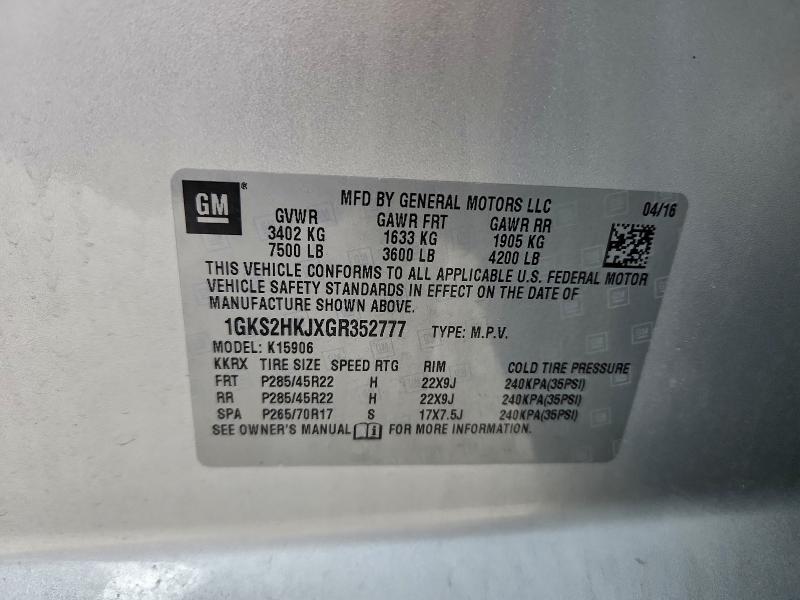 GM®
MFD BY GENERAL MOTORS LLC 04/16
GVWR GAWR FRT GAWR RR
3402 KG 1633 KG 1905 KG
7500 LB 3600 LB 4200 LB
THIS VEHICLE CONFORMS TO ALL APPLICABLE U.S. FEDERAL MOTOR
VEHICLE SAFETY STANDARDS IN EFFECT ON THE DATE OF
MANUFACTURE SHOWN ABOVE.
1GKS2HKJXGR352777 TYPE: M.P.V.
MODEL: K15906
KKRX TIRE SIZE SPEED RTG RIM COLD TIRE PRESSURE
FRT P285/45R22 H 22X9J 240KPA(35PSI)
RR P285/45R22 H 22X9J 240KPA(35PSI)
SPA P265/70R17 S 17X7.5J 240KPA(35PSI)
SEE OWNER'S MANUAL FOR MORE INFORMATION.